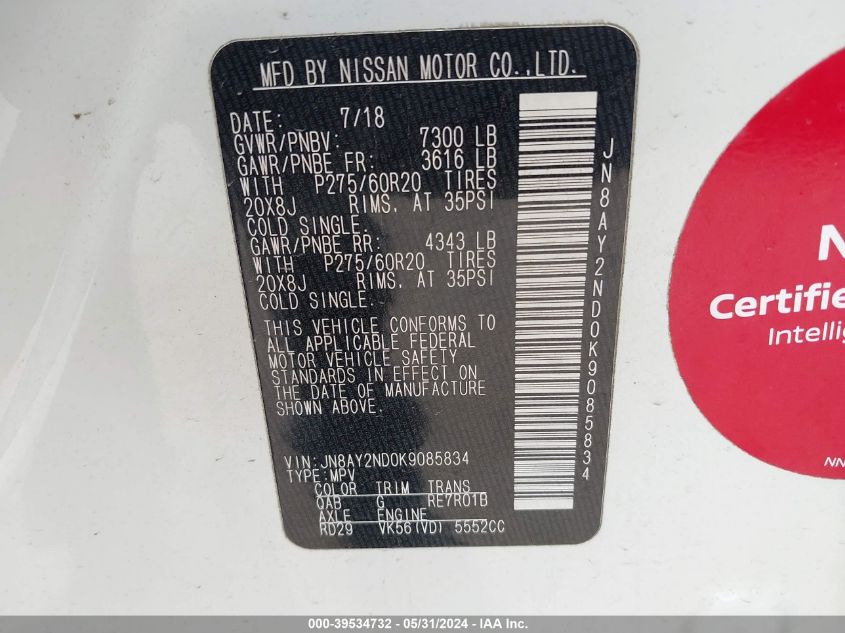 MFD BY NISSAN MOTOR CO.,LTD.
DATE: 7/18
GVWR/PNBV: 7300 LB
GAWR/PNBE FR: 3616 LB
WITH P275/60R20 TIRES
20X8J RIMS, AT 35PSI
COLD SINGLE.
GAWR/PNBE RR: 4343 LB
WITH P275/60R20 TIRES
20X8J RIMS, AT 35PSI
COLD SINGLE.
THIS VEHICLE CONFORMS TO
ALL APPLICABLE FEDERAL
MOTOR VEHICLE SAFETY
STANDARDS IN EFFECT ON
THE DATE OF MANUFACTURE
SHOWN ABOVE.
VIN:JN8AY2ND0K9085834
TYPE:MPV
COLOR TRIM TRANS
QAB G RE7R01B
AXLE ENGINE
RD29 VK56(VD) 5552CC
JN8AY2ND0K9085834
N
Certifie
Intellig
NN
000-39534732 - 05/31/2024 - IAA Inc.